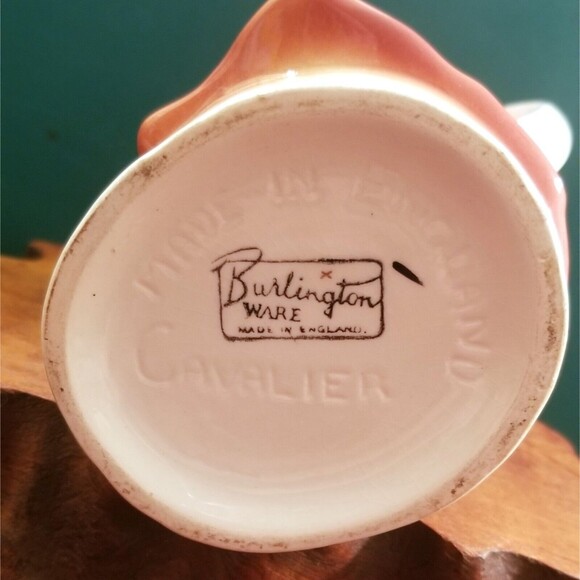 MADE IN ENGLAND
Burlington
WARE
MADE IN ENGLAND.
CAVALIER